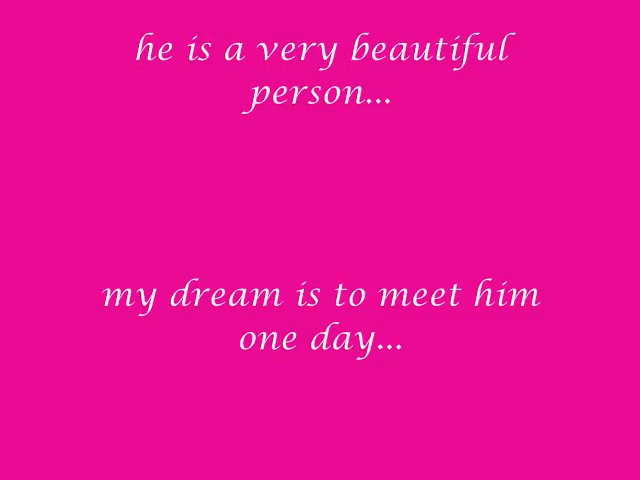 he is a very beautiful
person...
my dream is to meet him
one day...